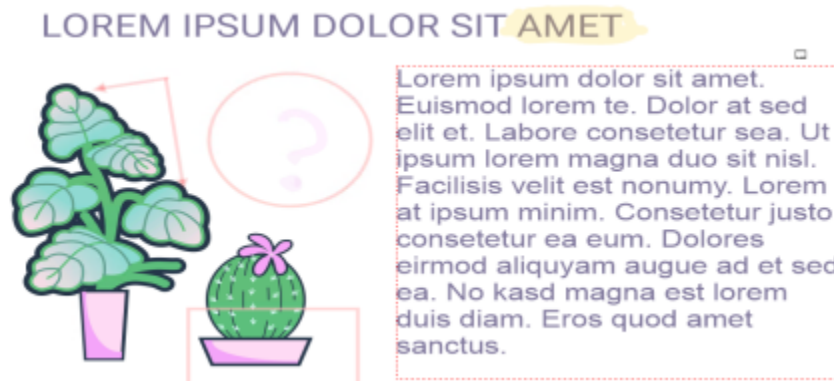 LOREM IPSUM DOLOR SIT AMET
?
Lorem ipsum dolor sit amet.
Euismod lorem te. Dolor at sed
elit et. Labore consetetur sea. Ut
ipsum lorem magna duo sit nisl.
Facilisis velit est nonumy. Lorem
at ipsum minim. Consetetur justo
consetetur ea eum. Dolores
eirmod aliquyam augue ad et sed
ea. No kasd magna est lorem
duis diam. Eros quod amet
sanctus.